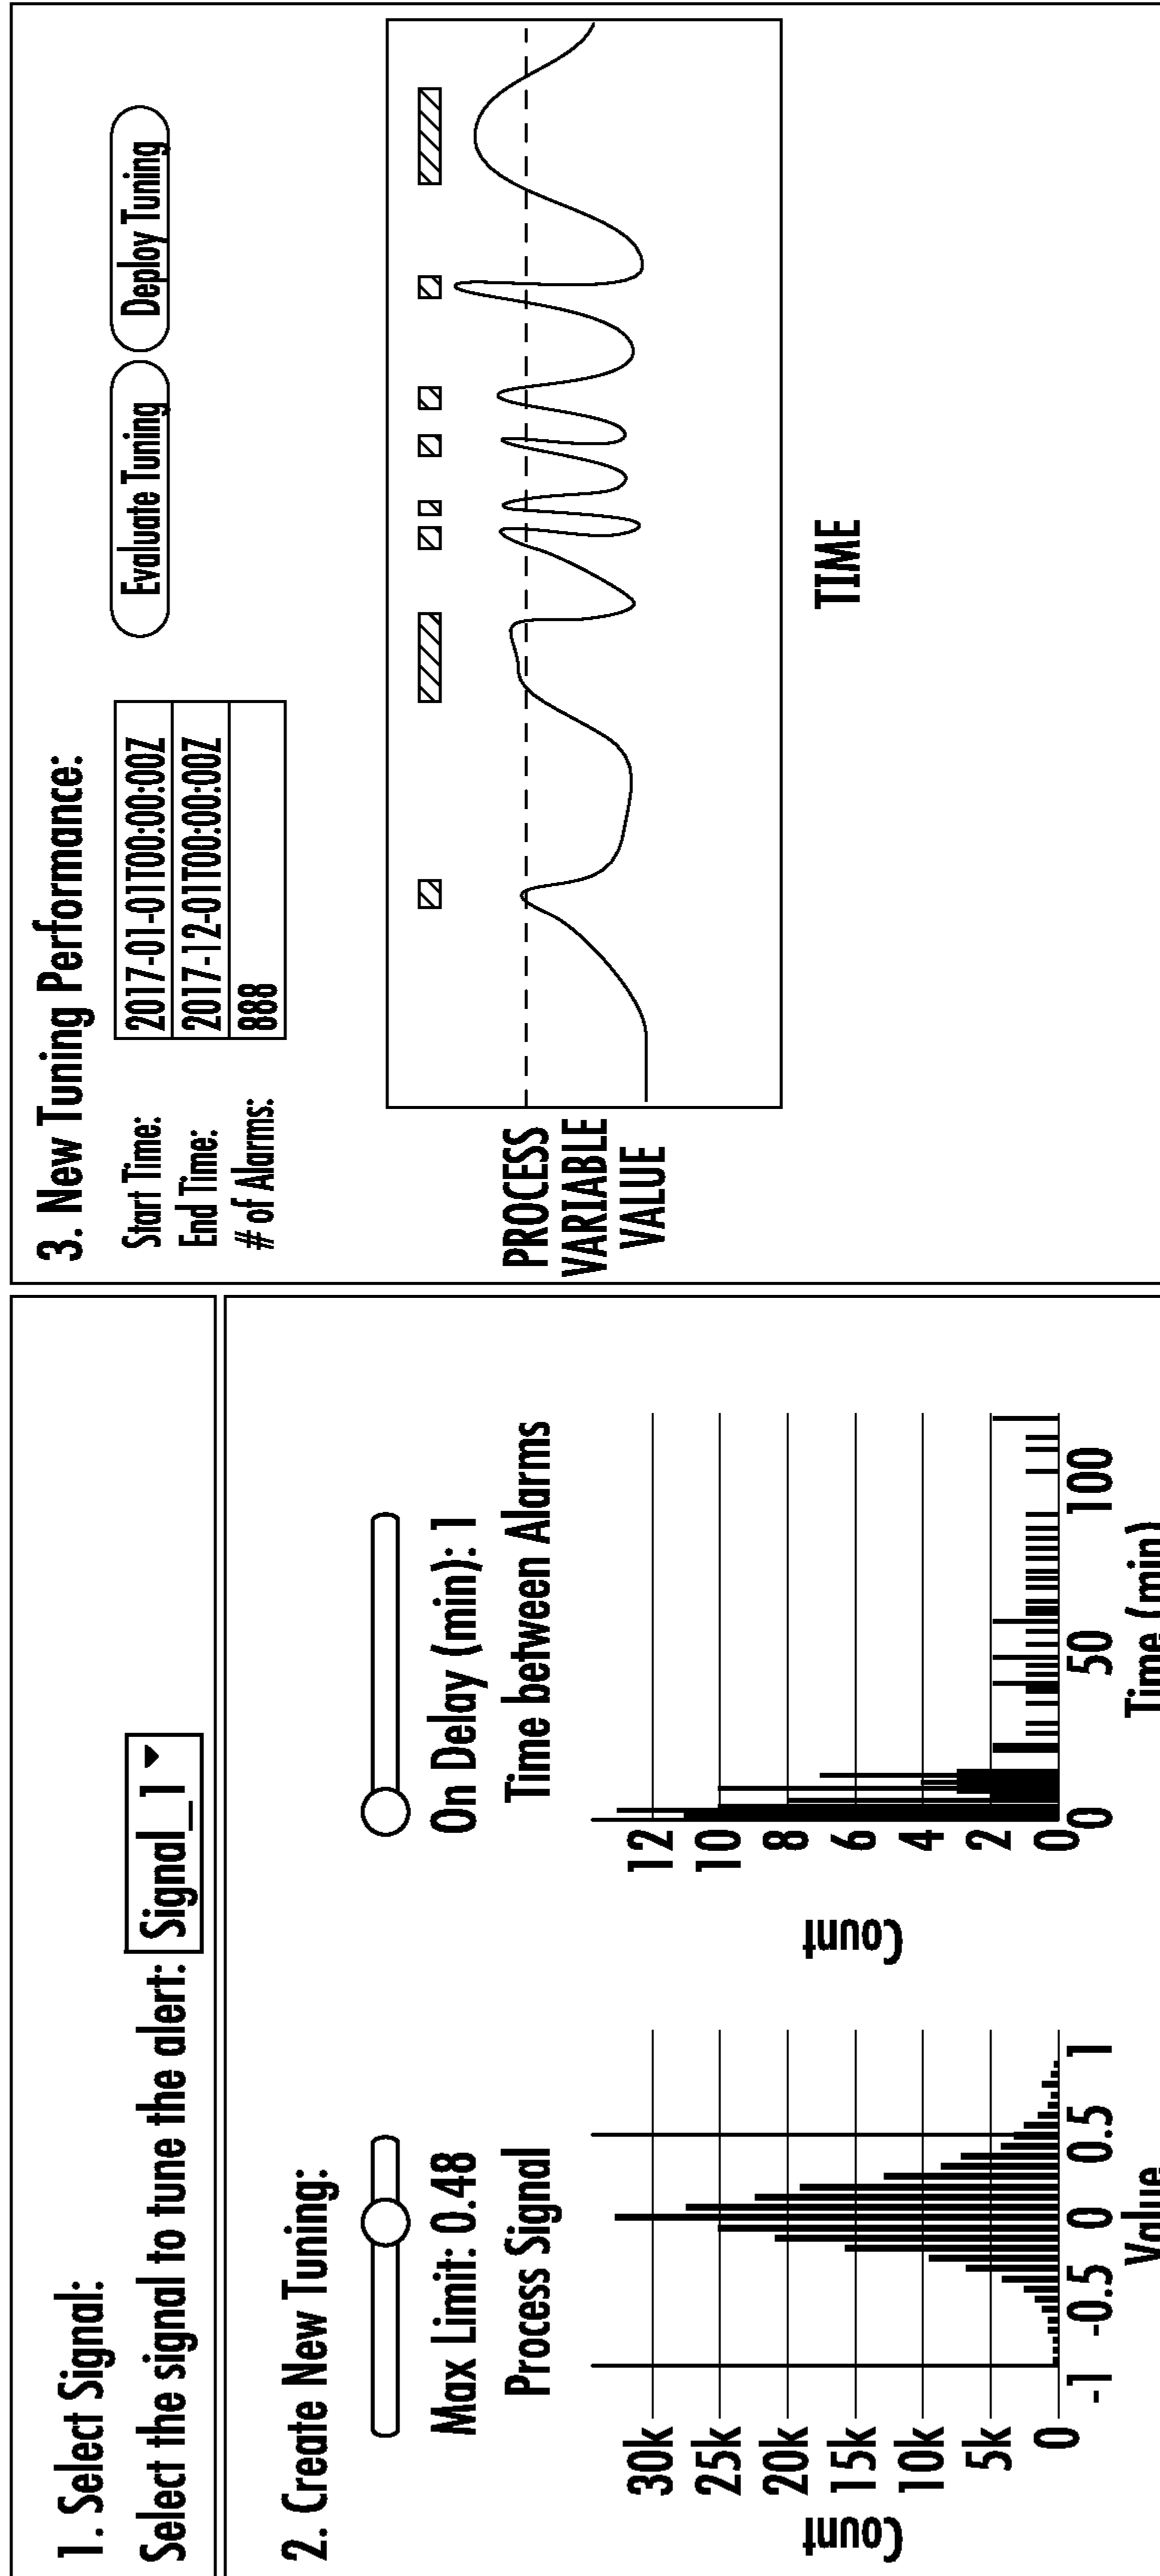 1. Select Signal:
Select the signal to tune the alert: Signal_1
2. Create New Tuning:
Max Limit: 0.48
Process Signal
Count
30k
25k
20k
15k
10k
5k
0
-1 -0.5 0 0.5 1
Value
On Delay (min): 1
Time between Alarms
Count
12
10
8
6
4
2
0
0 50 100
Time (min)
3. New Tuning Performance:
Start Time: 2017-01-01T00:00:00Z
End Time: 2017-12-01T00:00:00Z
# of Alarms: 888
Evaluate Tuning
Deploy Tuning
PROCESS
VARIABLE
VALUE
TIME